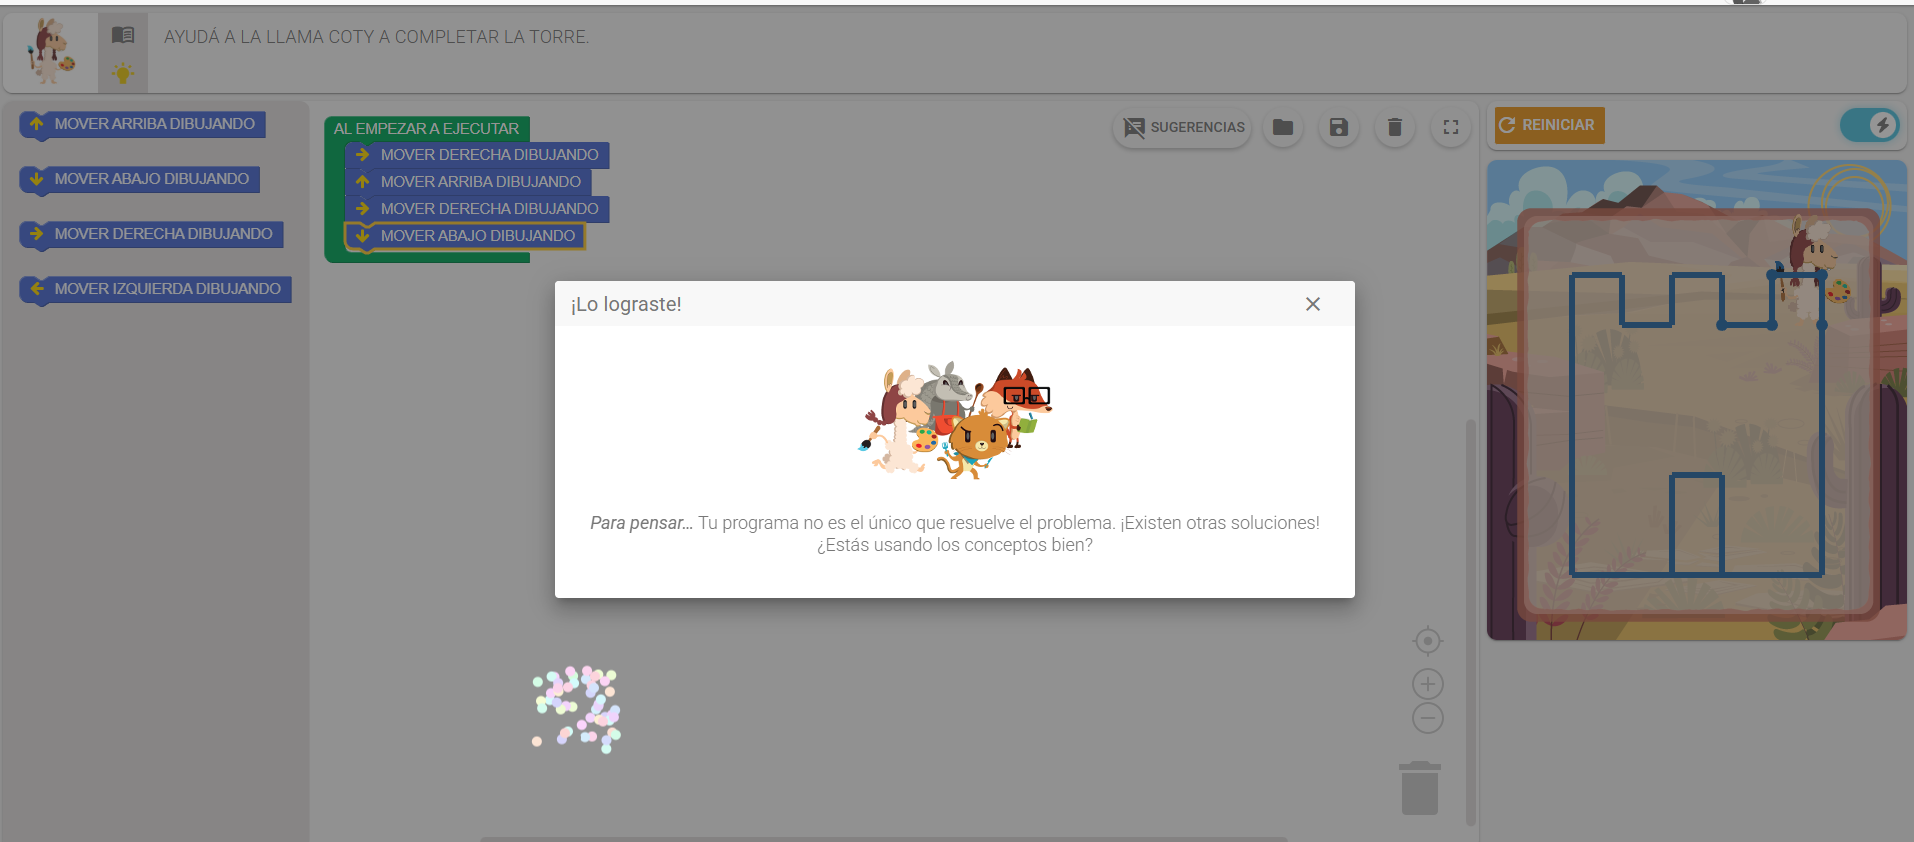 AYUDÁ A LA LLAMA COTY A COMPLETAR LA TORRE.
MOVER ARRIBA DIBUJANDO
MOVER ABAJO DIBUJANDO
MOVER DERECHA DIBUJANDO
MOVER IZQUIERDA DIBUJANDO
AL EMPEZAR A EJECUTAR
MOVER DERECHA DIBUJANDO
MOVER ARRIBA DIBUJANDO
MOVER DERECHA DIBUJANDO
MOVER ABAJO DIBUJANDO
SUGERENCIAS
REINICIAR
¡Lo lograste!
Para pensar... Tu programa no es el único que resuelve el problema. ¡Existen otras soluciones!
¿Estás usando los conceptos bien?